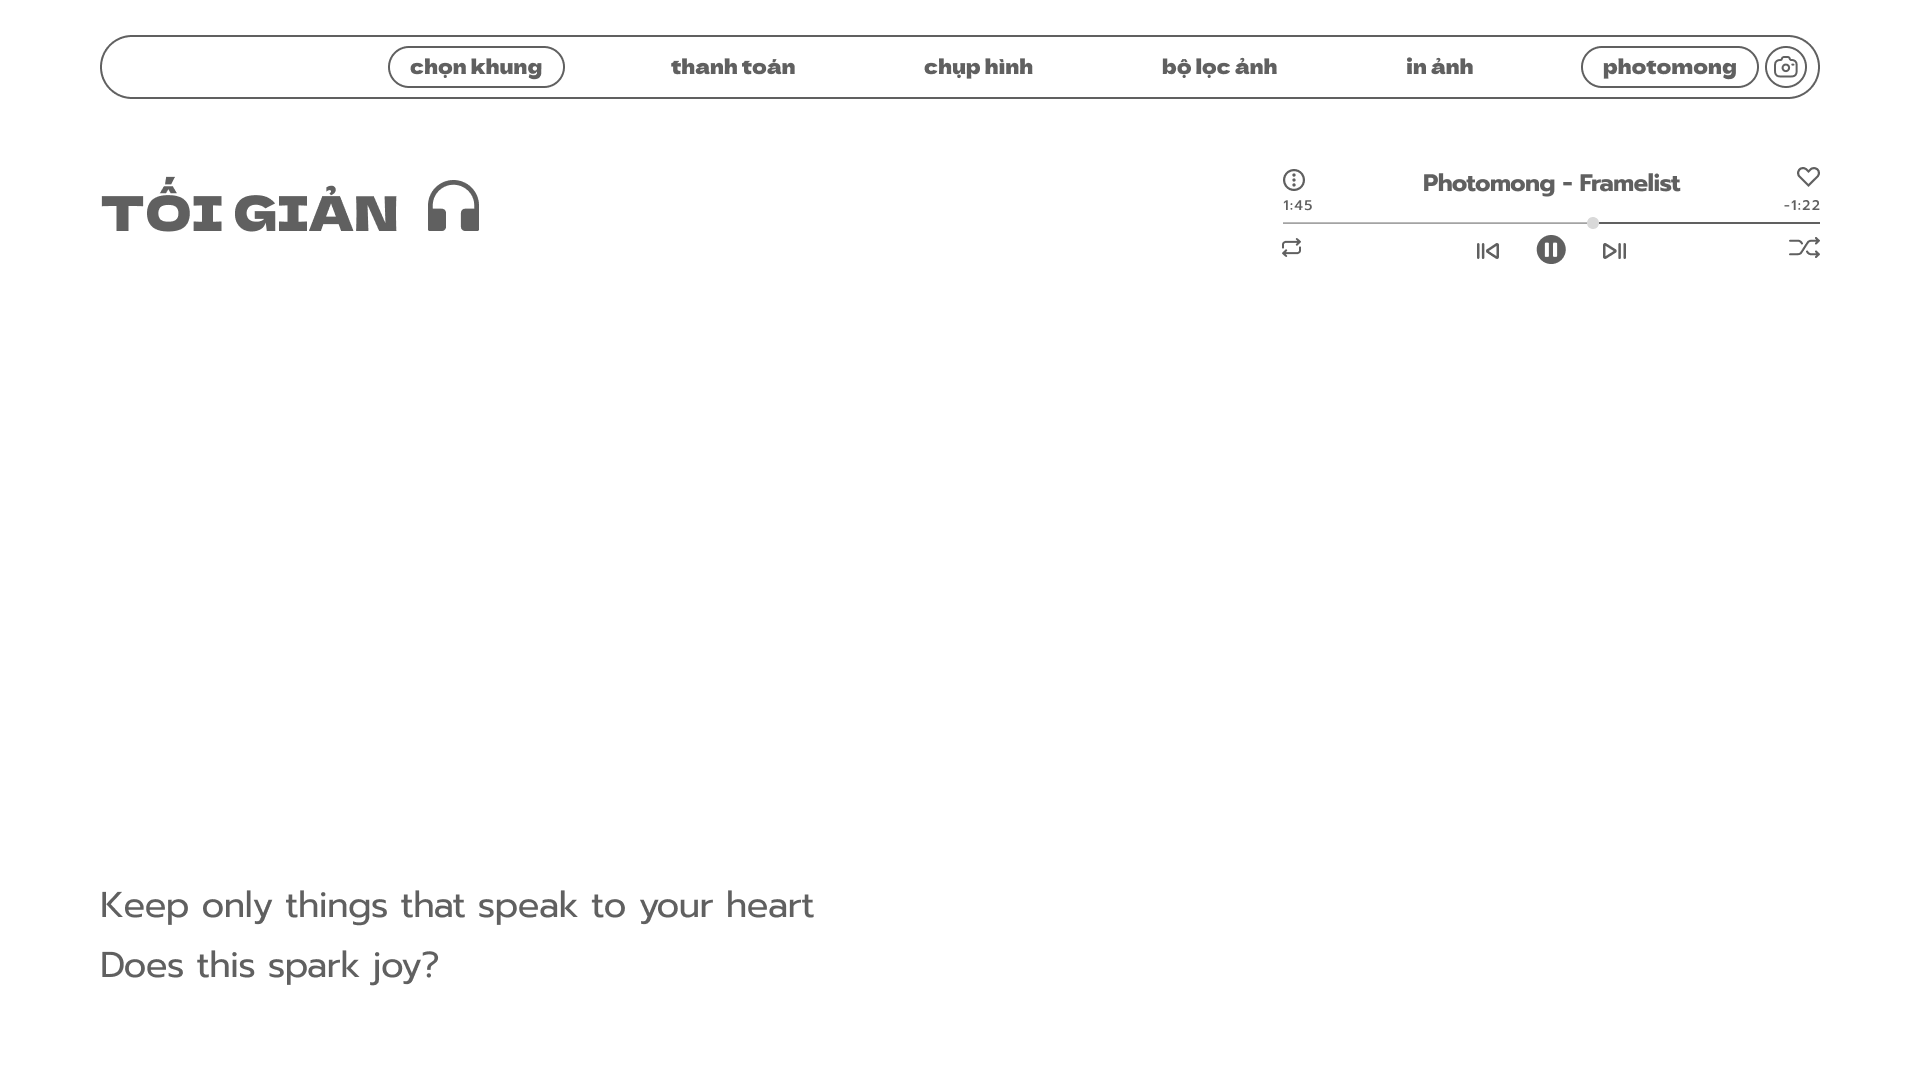 chọn khung
thanh toán
chụp hình
bộ lọc ảnh
in ảnh
photomong
TỐI GIẢN
Photomong - Framelist
1:45
-1:22
Keep only things that speak to your heart
Does this spark joy?